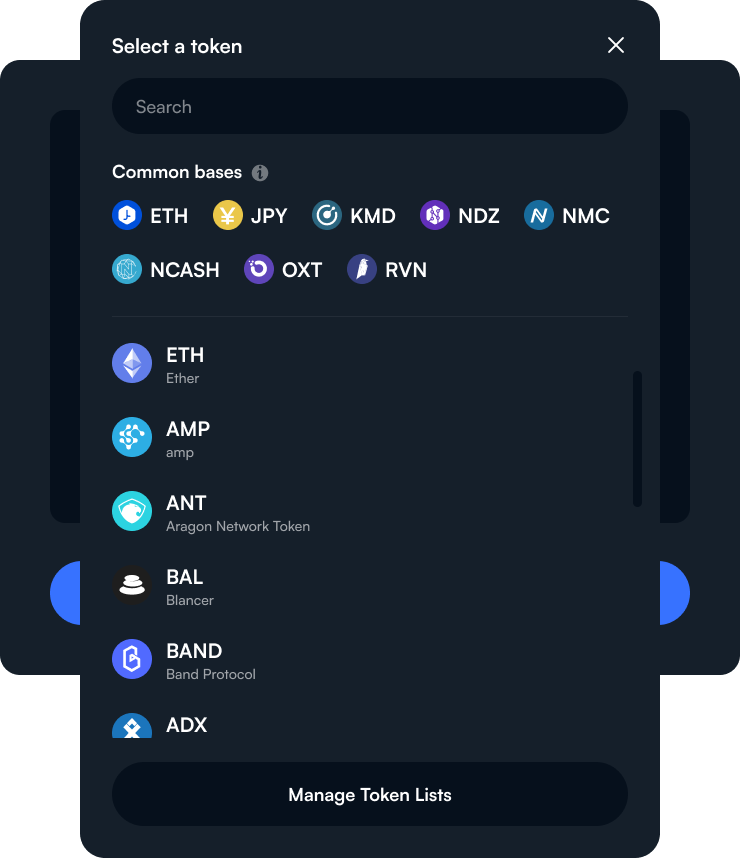 Select a token
Search
Common bases
ETH JPY KMD NDZ NMC
NCASH OXT RVN
ETH
Ether
AMP
amp
ANT
Aragon Network Token
BAL
Blancer
BAND
Band Protocol
ADX
Manage Token Lists